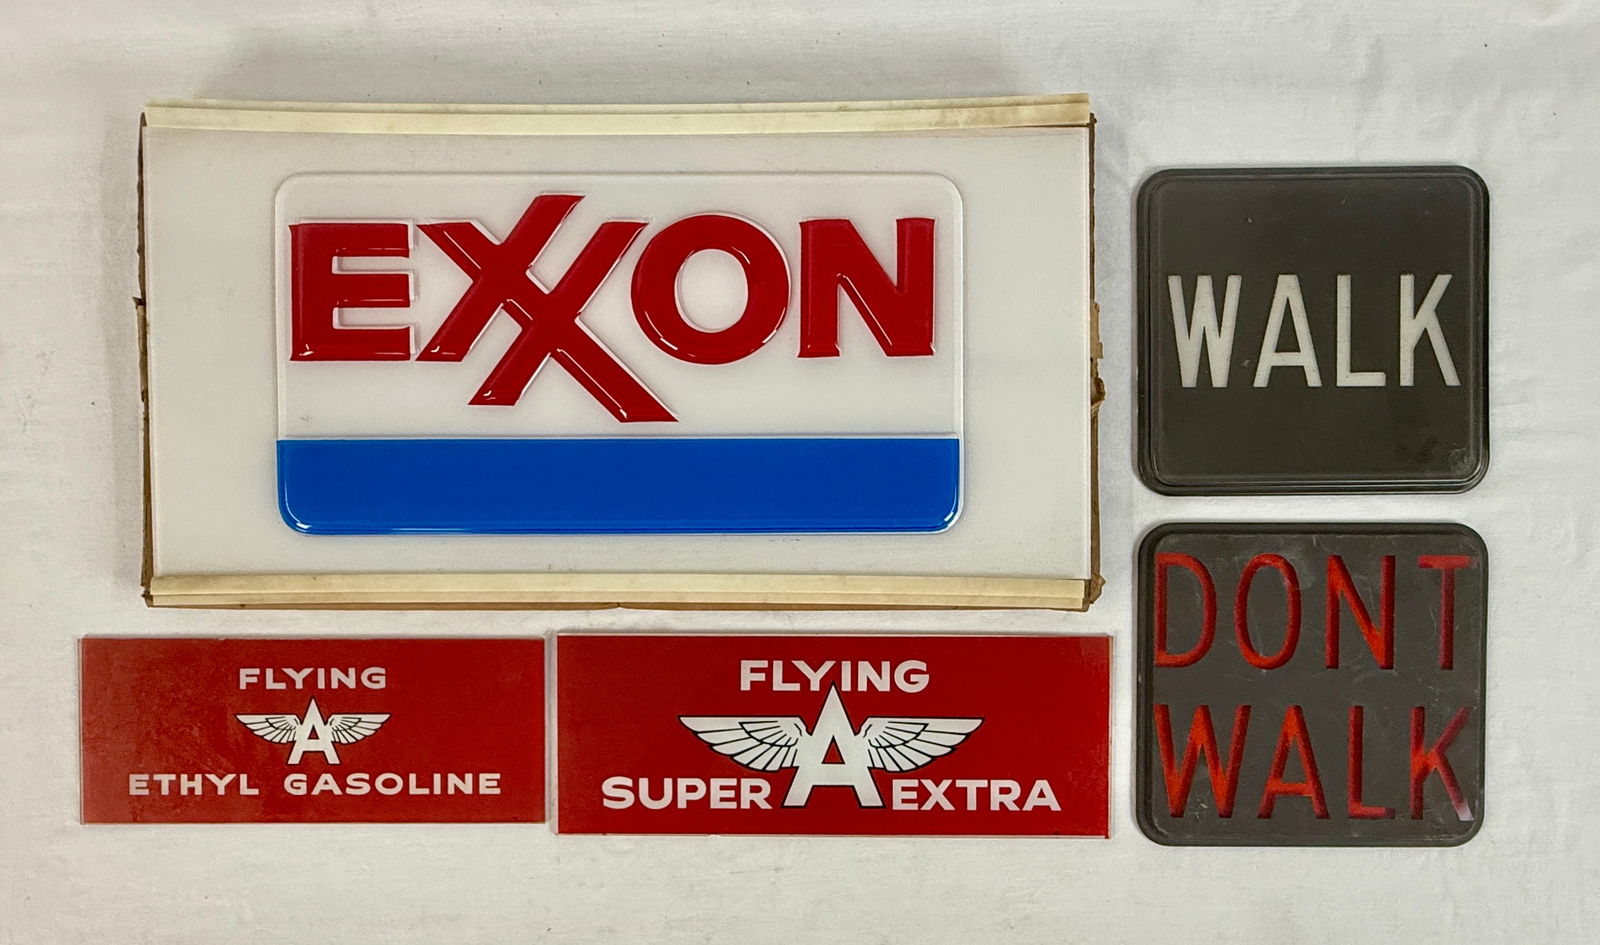 EXXON
WALK
DONT
WALK
FLYING
A
ETHYL GASOLINE
FLYING
A
SUPER EXTRA